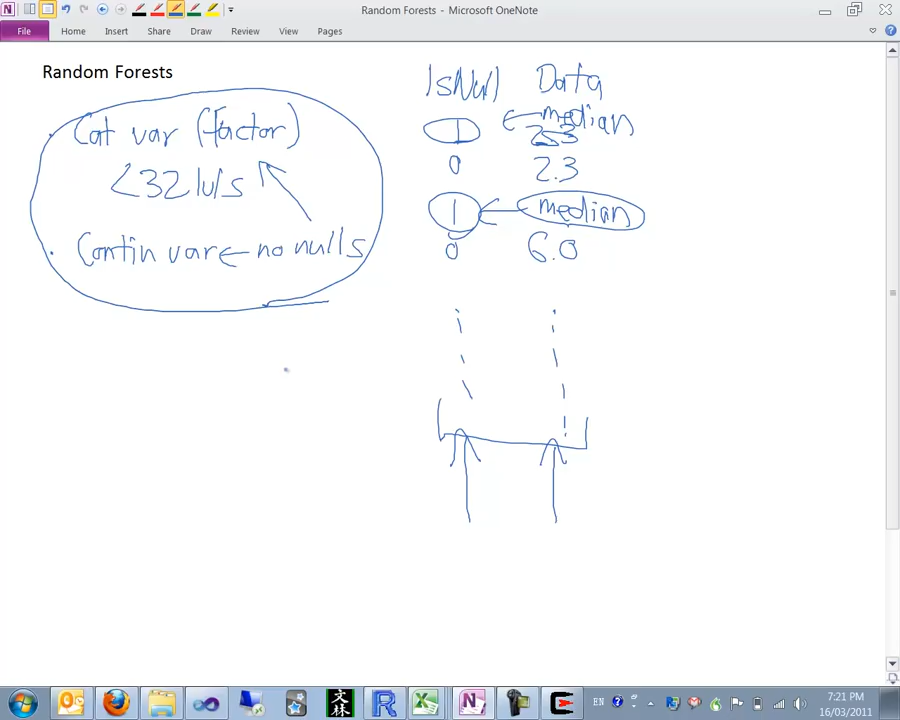 Random Forests - Microsoft OneNote
File Home Insert Share Draw Review View Pages
Random Forests
Cat var (factor)
<32 lvls
Contin var ← no nulls
IsNull Data
1 ← median
0 2.3
1 ← median
0 6.0
EN
7:21 PM
16/03/2011